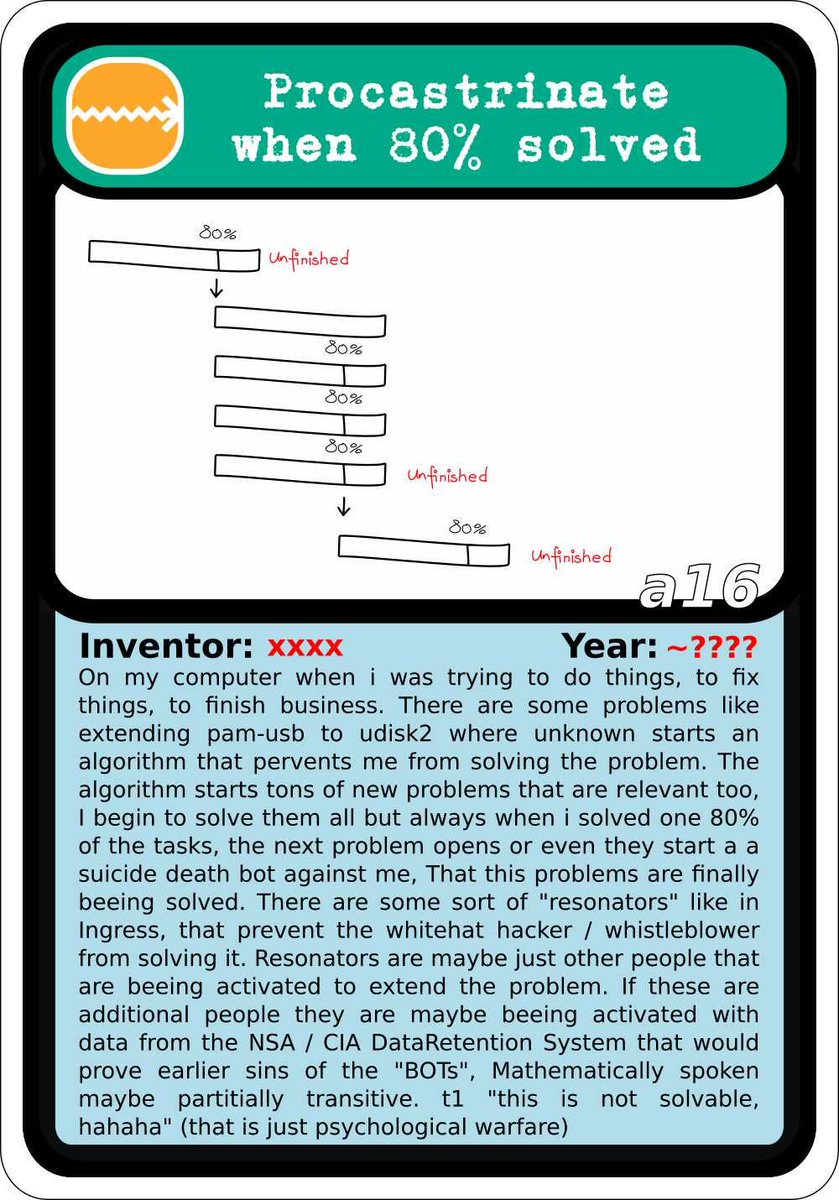 Procastrinate
when 80% solved
80%
Unfinished
80%
80%
80%
Unfinished
80%
Unfinished
a16
Inventor: xxxx Year: ~????
On my computer when i was trying to do things, to fix
things, to finish business. There are some problems like
extending pam-usb to udisk2 where unknown starts an
algorithm that pervents me from solving the problem. The
algorithm starts tons of new problems that are relevant too,
I begin to solve them all but always when i solved one 80%
of the tasks, the next problem opens or even they start a a
suicide death bot against me, That this problems are finally
beeing solved. There are some sort of "resonators" like in
Ingress, that prevent the whitehat hacker / whistleblower
from solving it. Resonators are maybe just other people that
are beeing activated to extend the problem. If these are
additional people they are maybe beeing activated with
data from the NSA / CIA DataRetention System that would
prove earlier sins of the "BOTs", Mathematically spoken
maybe partitially transitive. t1 "this is not solvable,
hahaha" (that is just psychological warfare)